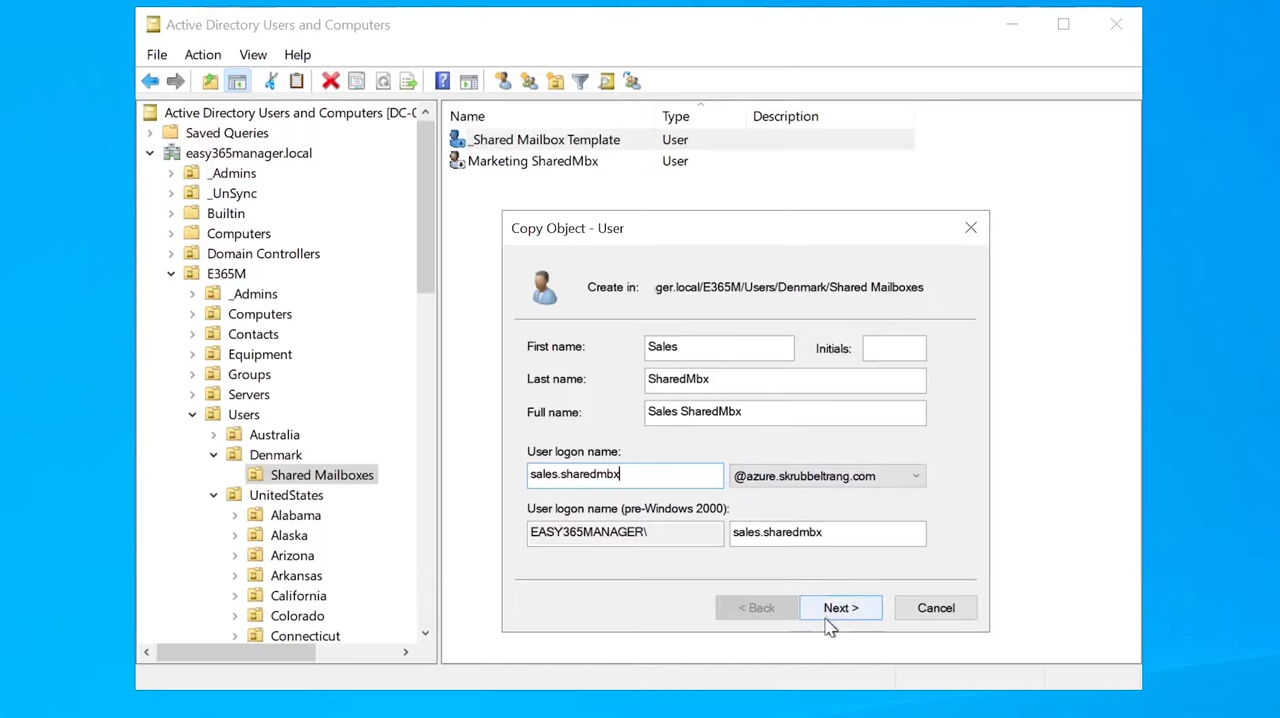 Active Directory Users and Computers
File Action View Help
Active Directory Users and Computers [DC-0
Saved Queries
easy365manager.local
_Admins
_UnSync
Builtin
Computers
Domain Controllers
E365M
_Admins
Computers
Contacts
Equipment
Groups
Servers
Users
Australia
Denmark
Shared Mailboxes
UnitedStates
Alabama
Alaska
Arizona
Arkansas
California
Colorado
Connecticut
Name Type Description
_Shared Mailbox Template User
Marketing SharedMbx User
Copy Object - User
Create in: ger.local/E365M/Users/Denmark/Shared Mailboxes
First name: Sales Initials:
Last name: SharedMbx
Full name: Sales SharedMbx
User logon name:
sales.sharedmbx @azure.skrubbeltrang.com
User logon name (pre-Windows 2000):
EASY365MANAGER\ sales.sharedmbx
< Back Next > Cancel